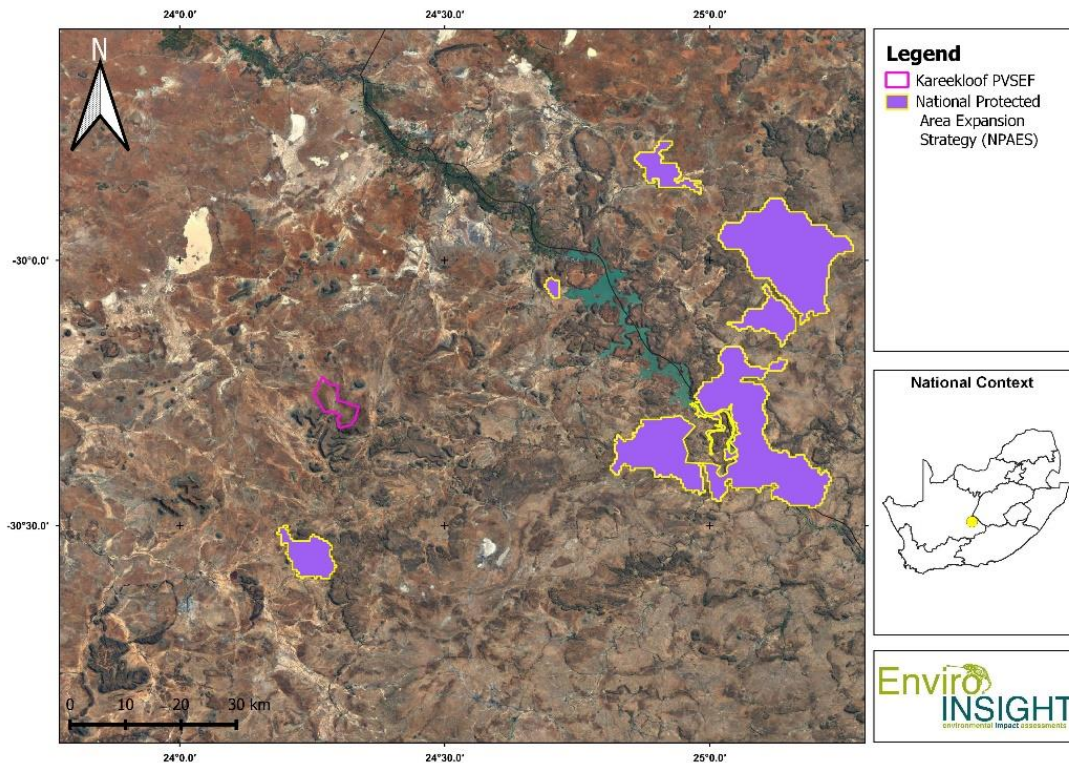 24°0.0' 24°30.0' 25°0.0'
N
Legend
Kareekloof PVSEF
National Protected
Area Expansion
Strategy (NPAES)
-30°0.0'
National Context
-30°30.0'
0 10 20 30 km
Enviro
INSIGHT
environmental impact assessments
24°0.0' 24°30.0' 25°0.0'